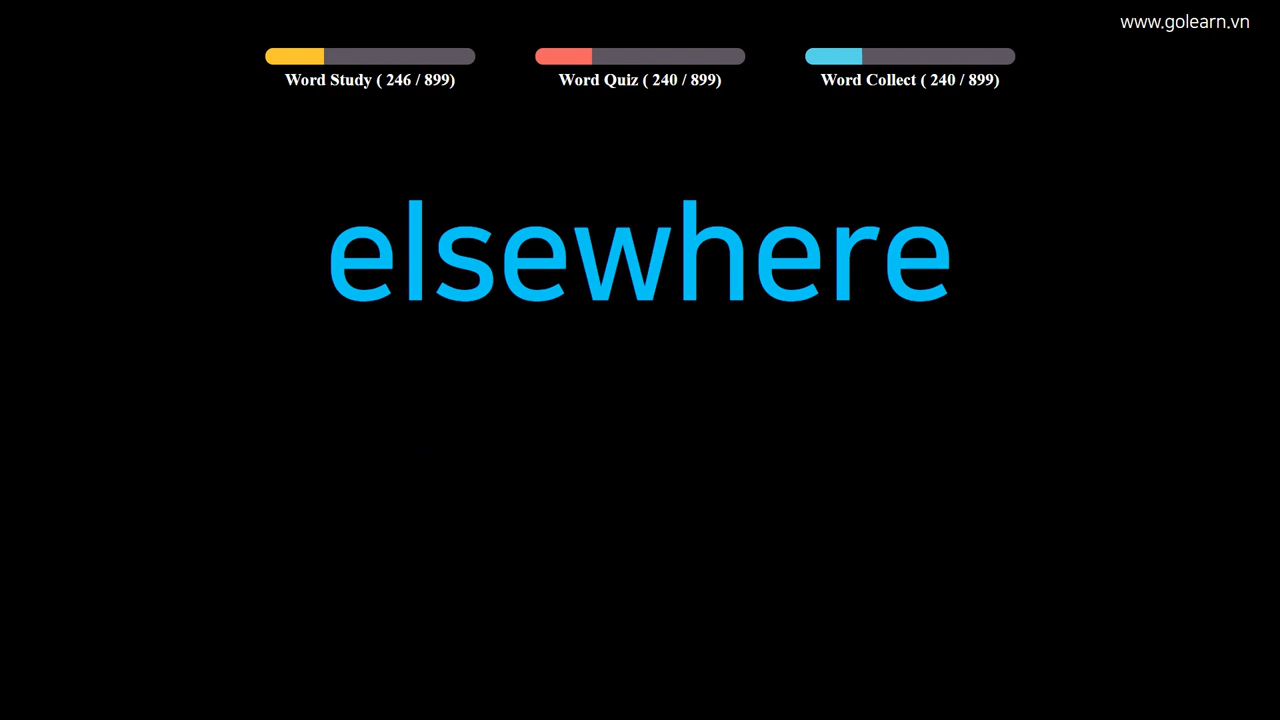 www.golearn.vn
Word Study ( 246 / 899)
Word Quiz ( 240 / 899)
Word Collect ( 240 / 899)
elsewhere